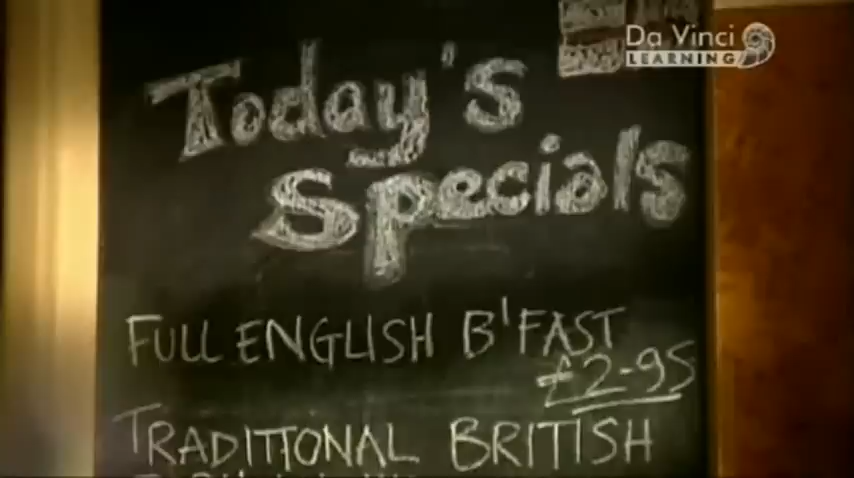 Da Vinci
LEARNING
Today's
Specials
FULL ENGLISH B'FAST
£2-95
TRADITIONAL BRITISH